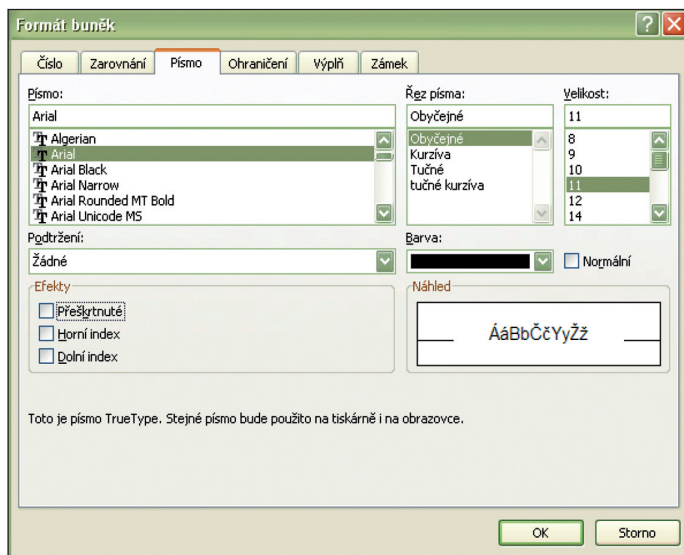 Formát buněk
Číslo Zarovnání Písmo Ohraničení Výplň Zámek
Písmo: Řez písma: Velikost:
Arial Obyčejné 11
Algerian
Arial
Arial Black
Arial Narrow
Arial Rounded MT Bold
Arial Unicode MS
Obyčejné
Kurzíva
Tučné
tučné kurzíva
8
9
10
11
12
14
Podtržení: Barva:
Žádné Normální
Efekty
Přeškrtnuté
Horní index
Dolní index
Náhled
ÁáBbČčYyŽž
Toto je písmo TrueType. Stejné písmo bude použito na tiskárně i na obrazovce.
OK Storno